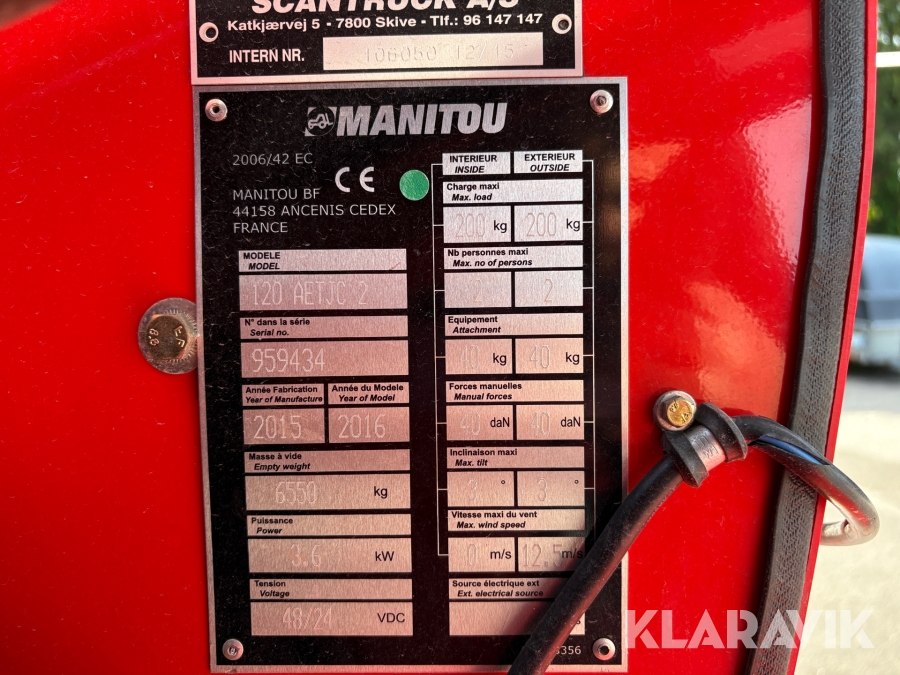 SCANTRUCK A/S
Katkjærvej 5 - 7800 Skive - Tlf.: 96 147 147
INTERN NR. 106050 12/15
MANITOU
2006/42 EC
CE
MANITOU BF
44158 ANCENIS CEDEX
FRANCE
MODELE
MODEL
120 AETJC 2
N° dans la série
Serial no.
959434
Année Fabrication Année du Modele
Year of Manufacture Year of Model
2015 2016
Masse à vide
Empty weight
6550 kg
Puissance
Power
3.6 kW
Tension
Voltage
48/24 VDC
INTERIEUR EXTERIEUR
INSIDE OUTSIDE
Charge maxi
Max. load
200 kg 200 kg
Nb personnes maxi
Max. no of persons
2 2
Equipement
Attachment
40 kg 40 kg
Forces manuelles
Manual forces
40 daN 40 daN
Inclinaison maxi
Max. tilt
3 ° 3 °
Vitesse maxi du vent
Max. wind speed
0 m/s 12.5 m/s
Source électrique ext
Ext. electrical source
KLARAVIK